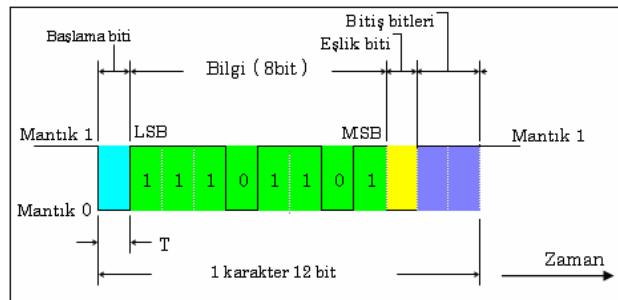 Başlama biti
Bilgi ( 8bit )
Eşlik biti
Bitiş bitleri
Mantık 1
LSB
MSB
Mantık 1
1 1 1 0 1 1 0 1
Mantık 0
T
1 karakter 12 bit
Zaman